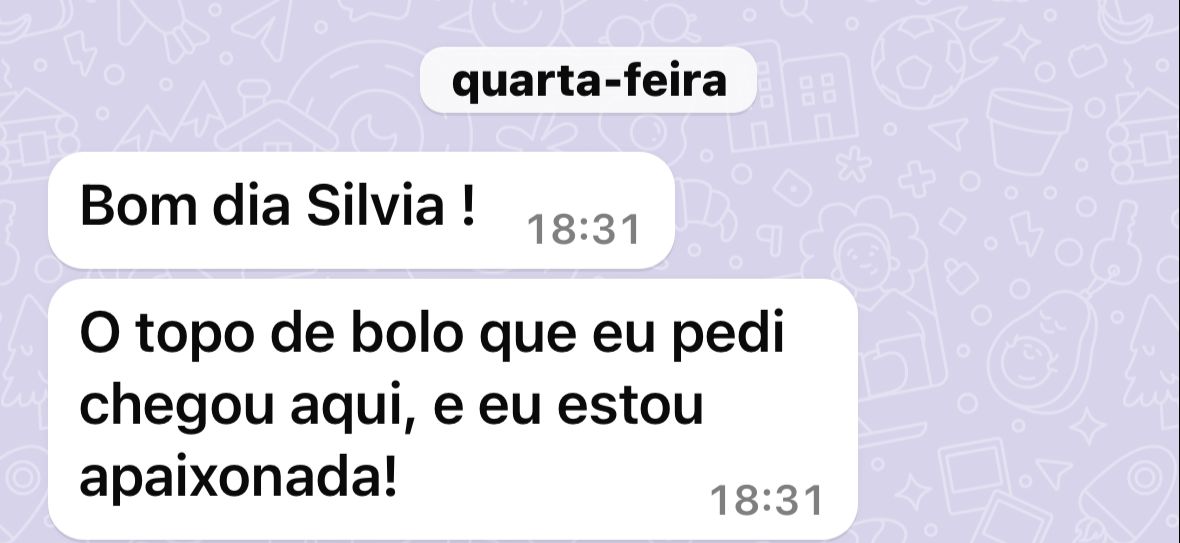 quarta-feira
Bom dia Silvia !
18:31
O topo de bolo que eu pedi
chegou aqui, e eu estou
apaixonada!
18:31